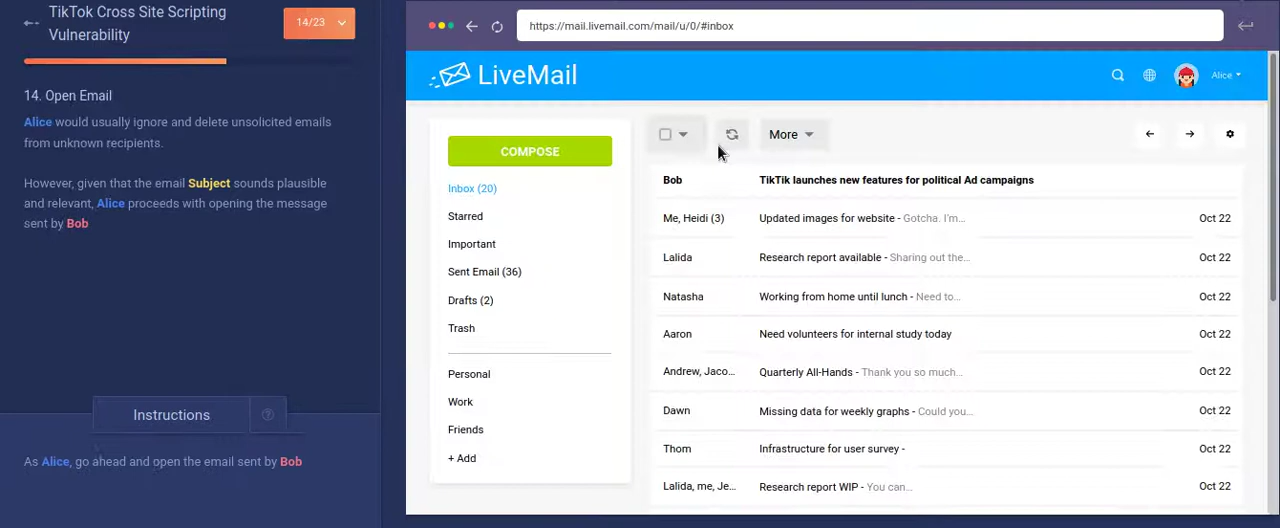 TikTok Cross Site Scripting
Vulnerability
14/23
14. Open Email
Alice would usually ignore and delete unsolicited emails
from unknown recipients.
However, given that the email Subject sounds plausible
and relevant, Alice proceeds with opening the message
sent by Bob
Instructions
As Alice, go ahead and open the email sent by Bob
https://mail.livemail.com/mail/u/0/#inbox
LiveMail
Alice
COMPOSE
Inbox (20)
Starred
Important
Sent Email (36)
Drafts (2)
Trash
Personal
Work
Friends
+ Add
More
Bob TikTik launches new features for political Ad campaigns
Me, Heidi (3) Updated images for website - Gotcha. I'm... Oct 22
Lalida Research report available - Sharing out the... Oct 22
Natasha Working from home until lunch - Need to... Oct 22
Aaron Need volunteers for internal study today Oct 22
Andrew, Jaco... Quarterly All-Hands - Thank you so much... Oct 22
Dawn Missing data for weekly graphs - Could you... Oct 22
Thom Infrastructure for user survey - Oct 22
Lalida, me, Je... Research report WIP - You can... Oct 22